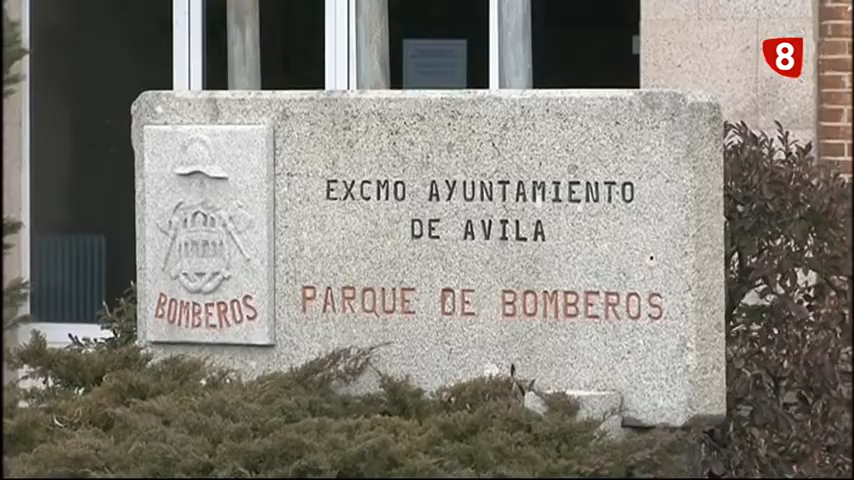 8
EXCMO AYUNTAMIENTO
DE AVILA
BOMBEROS
PARQUE DE BOMBEROS